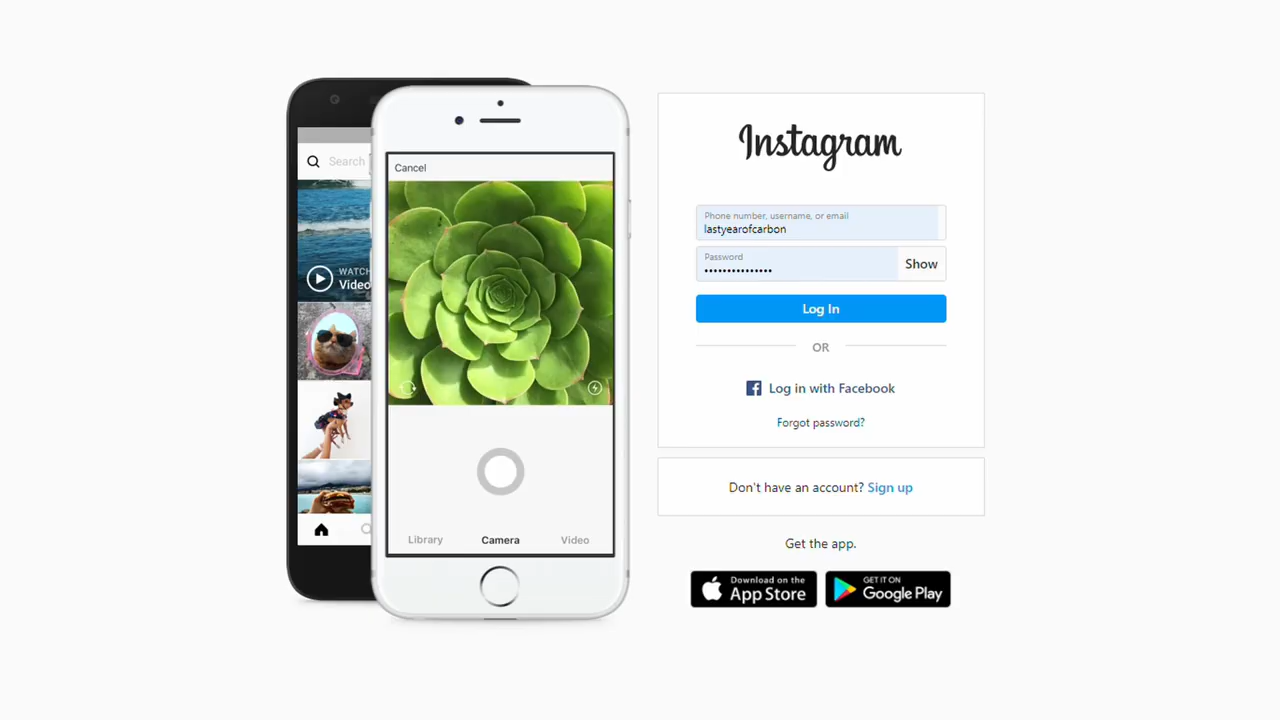 Search
WATCH
Video
Cancel
Library
Camera
Video
Instagram
Phone number, username, or email
lastyearofcarbon
Password
•••••••••••••••
Show
Log In
OR
Log in with Facebook
Forgot password?
Don't have an account? Sign up
Get the app.
Download on the
App Store
GET IT ON
Google Play